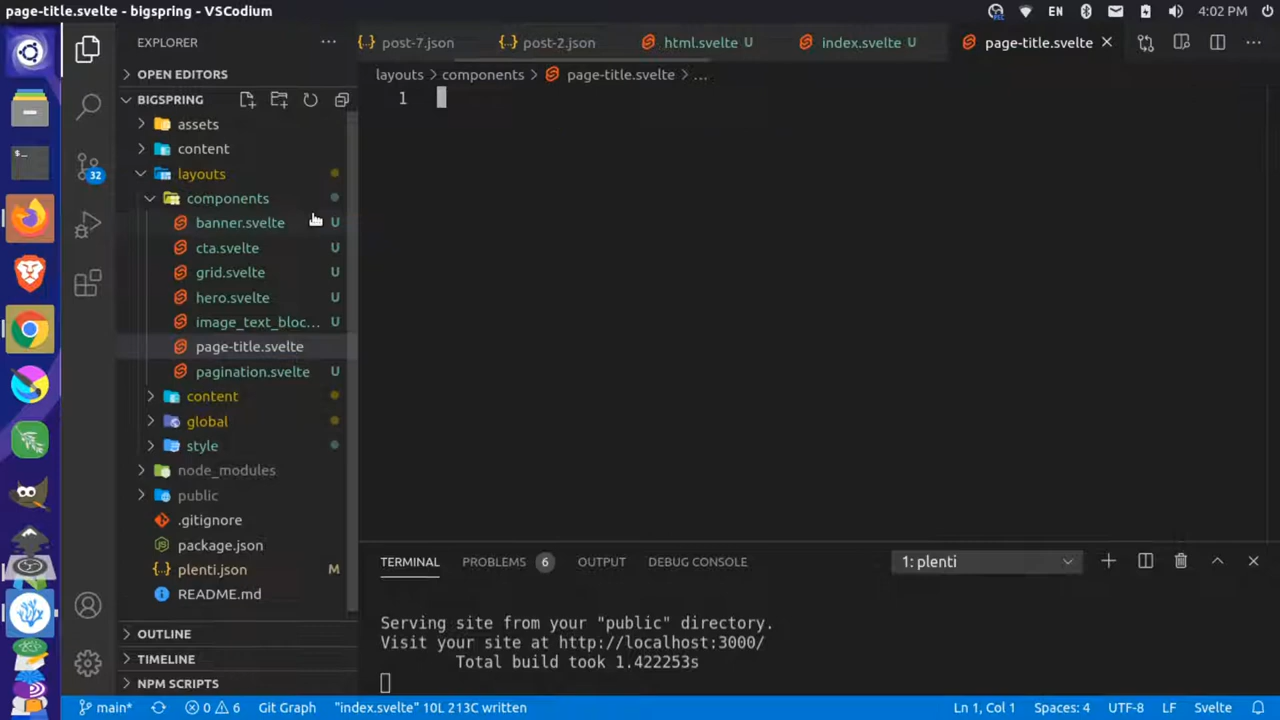 page-title.svelte - bigspring - VSCodium
EN 4:02 PM
EXPLORER
post-7.json post-2.json html.svelte U index.svelte U page-title.svelte
OPEN EDITORS
layouts components page-title.svelte ...
BIGSPRING
1
assets
content
layouts
32
components
banner.svelte U
cta.svelte U
grid.svelte U
hero.svelte U
image_text_bloc... U
page-title.svelte
pagination.svelte U
content
global
style
node_modules
public
.gitignore
package.json
plenti.json M
README.md
OUTLINE
TIMELINE
NPM SCRIPTS
TERMINAL PROBLEMS 6 OUTPUT DEBUG CONSOLE 1: plenti
Serving site from your "public" directory.
Visit your site at http://localhost:3000/
Total build took 1.422253s
main* 0 6 Git Graph "index.svelte" 10L 213C written Ln 1, Col 1 Spaces: 4 UTF-8 LF Svelte